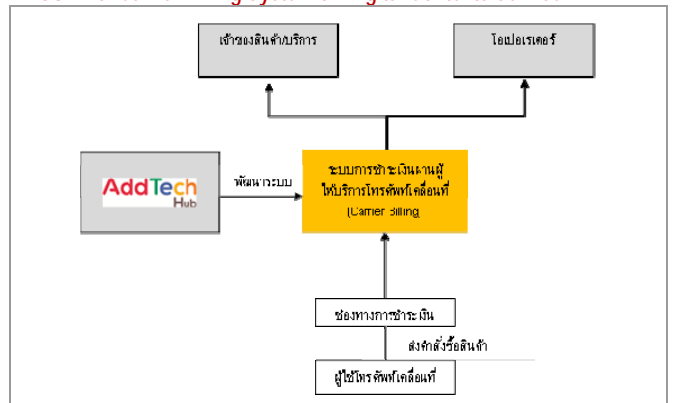 เจ้าของสินค้า/บริการ
โอเปอเรเตอร์
AddTech
Hub
พัฒนาระบบ
ระบบการชำระเงินผ่านผู้
ให้บริการโทรศัพท์เคลื่อนที่
(Carrier Billing)
ช่องทางการชำระเงิน
ส่งคำสั่งซื้อสินค้า
ผู้ใช้โทรศัพท์เคลื่อนที่